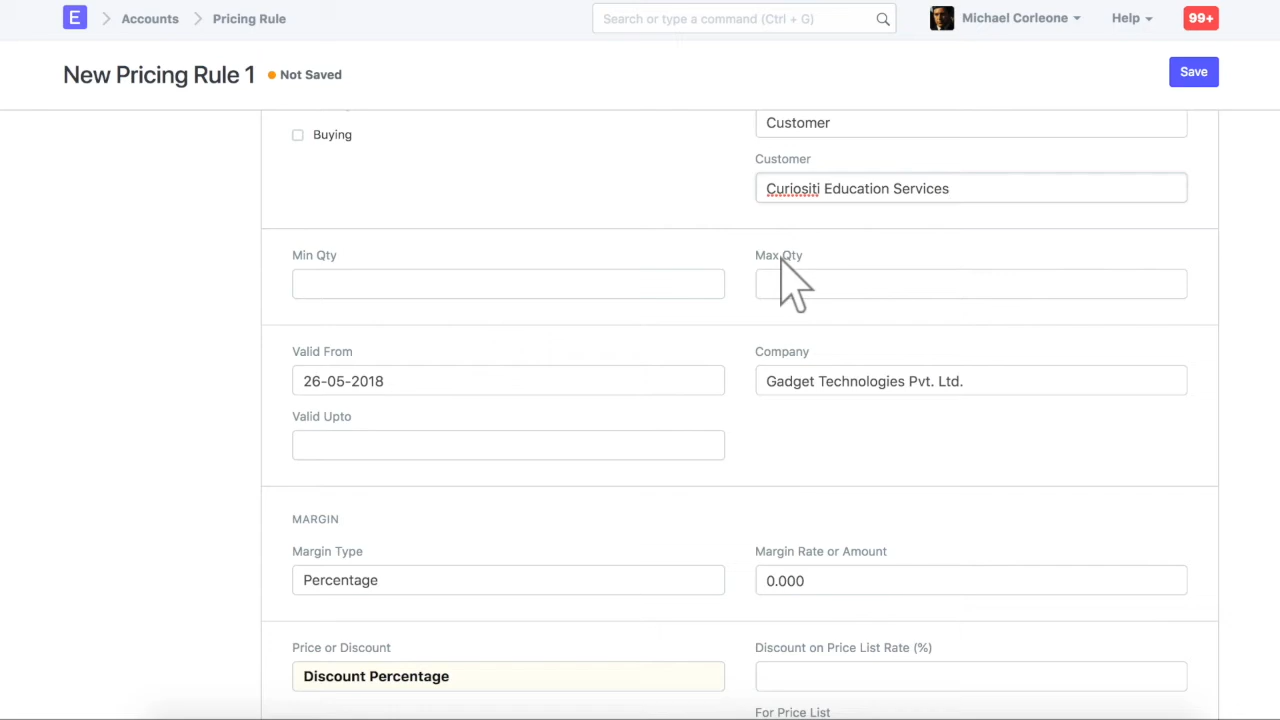 E
Accounts
Pricing Rule
Search or type a command (Ctrl + G)
Michael Corleone
Help
99+
New Pricing Rule 1
Not Saved
Save
Buying
Customer
Customer
Curiositi Education Services
Min Qty
Max Qty
Valid From
Company
26-05-2018
Gadget Technologies Pvt. Ltd.
Valid Upto
MARGIN
Margin Type
Margin Rate or Amount
Percentage
0.000
Price or Discount
Discount on Price List Rate (%)
Discount Percentage
For Price List